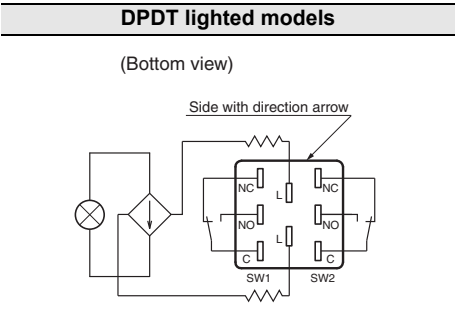 DPDT lighted models
(Bottom view)
Side with direction arrow
NC NC
L
NO NO
L
C C
SW1 SW2